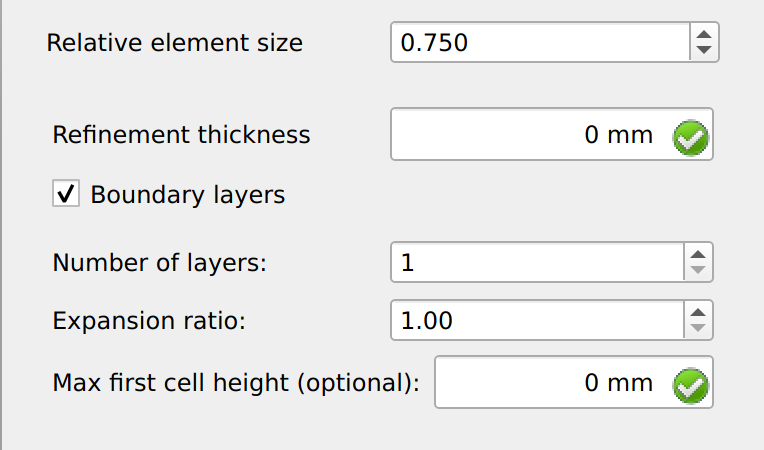 Relative element size 0.750
Refinement thickness 0 mm
Boundary layers
Number of layers: 1
Expansion ratio: 1.00
Max first cell height (optional): 0 mm